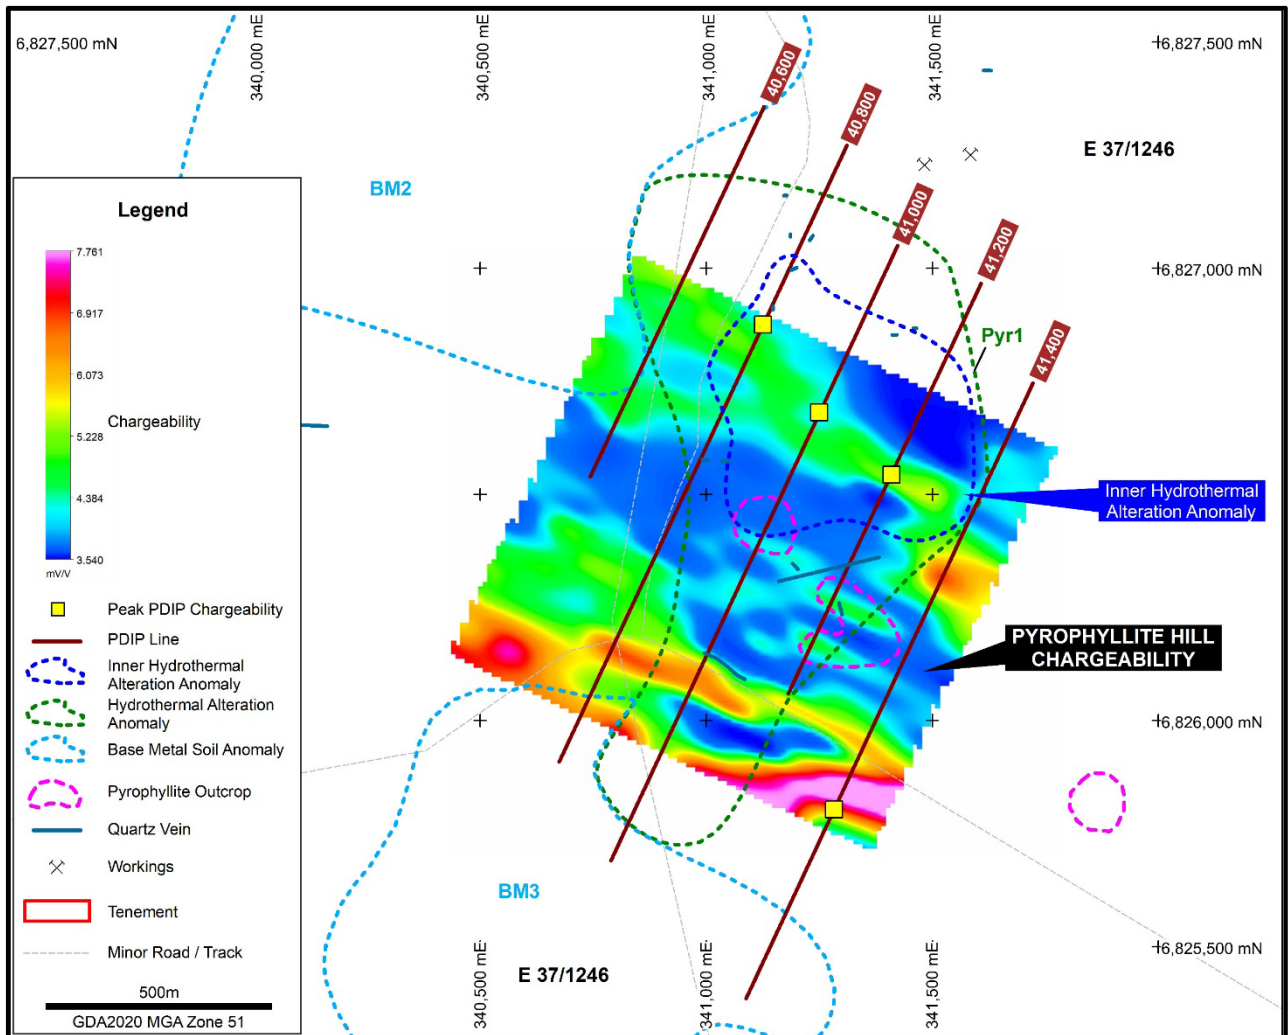 6,827,500 mN
340,000 mE
340,500 mE
341,000 mE
341,500 mE
6,827,500 mN
40,600
40,800
41,000
41,200
41,400
E 37/1246
BM2
6,827,000 mN
Pyr1
Legend
7.761
6.917
6.073
5.228
4.384
3.540
mV/V
Chargeability
Peak PDIP Chargeability
PDIP Line
Inner Hydrothermal
Alteration Anomaly
Hydrothermal Alteration
Anomaly
Base Metal Soil Anomaly
Pyrophyllite Outcrop
Quartz Vein
Workings
Tenement
Minor Road / Track
500m
GDA2020 MGA Zone 51
Inner Hydrothermal
Alteration Anomaly
PYROPHYLLITE HILL
CHARGEABILITY
6,826,000 mN
BM3
6,825,500 mN
340,500 mE
341,000 mE
341,500 mE
E 37/1246